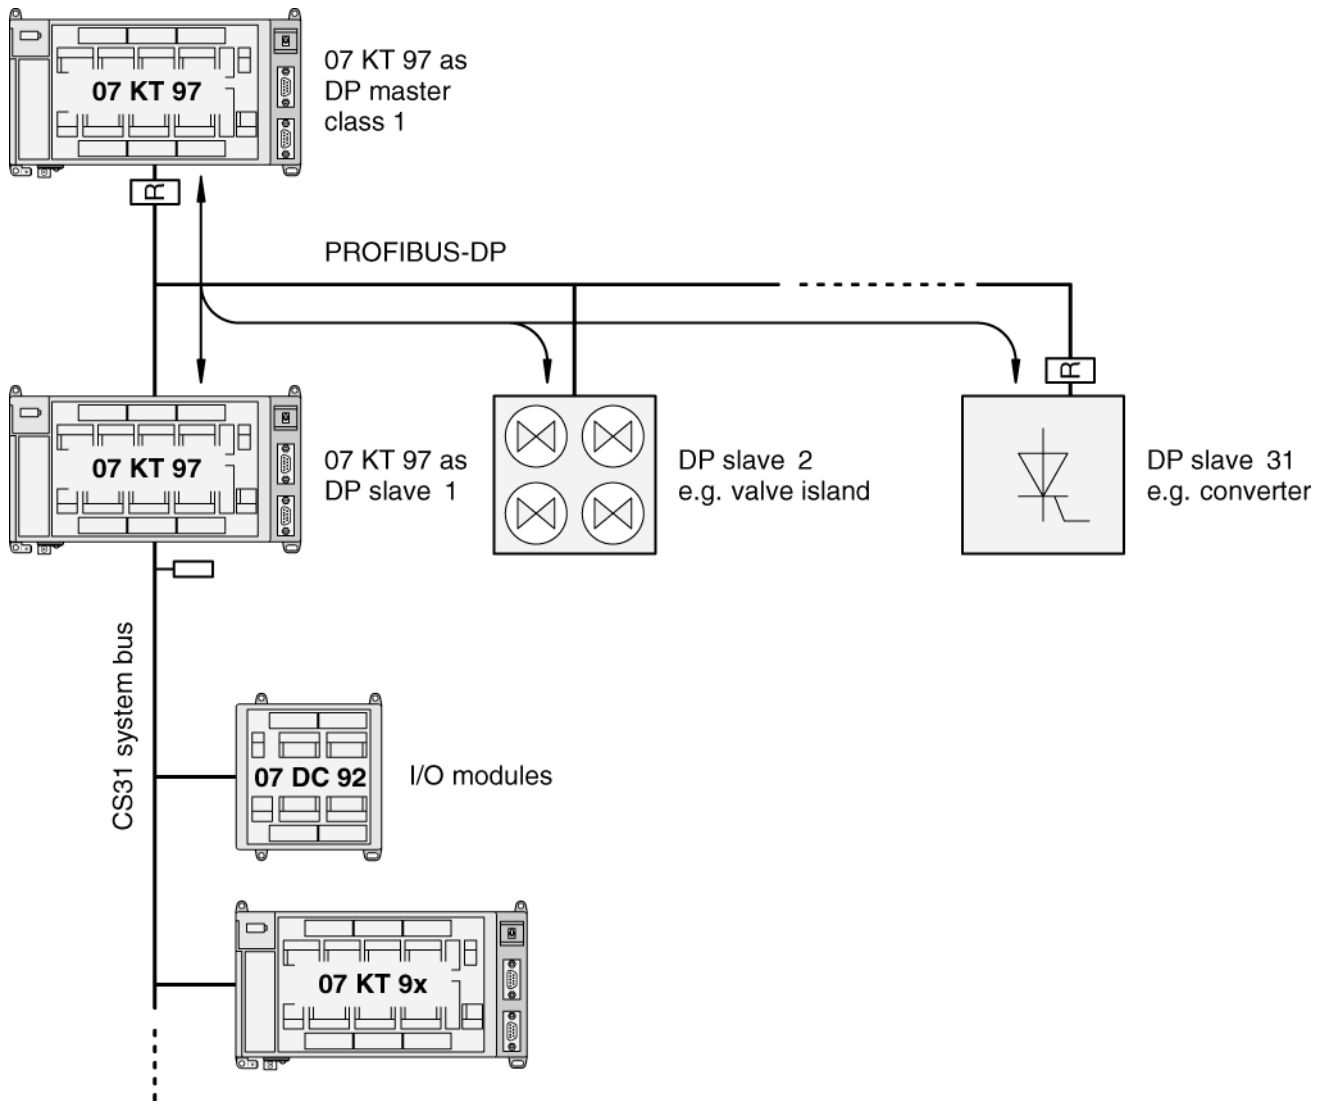 07 KT 97
07 KT 97 as
DP master
class 1
R
PROFIBUS-DP
R
07 KT 97
07 KT 97 as
DP slave 1
DP slave 2
e.g. valve island
DP slave 31
e.g. converter
CS31 system bus
07 DC 92
I/O modules
07 KT 9x